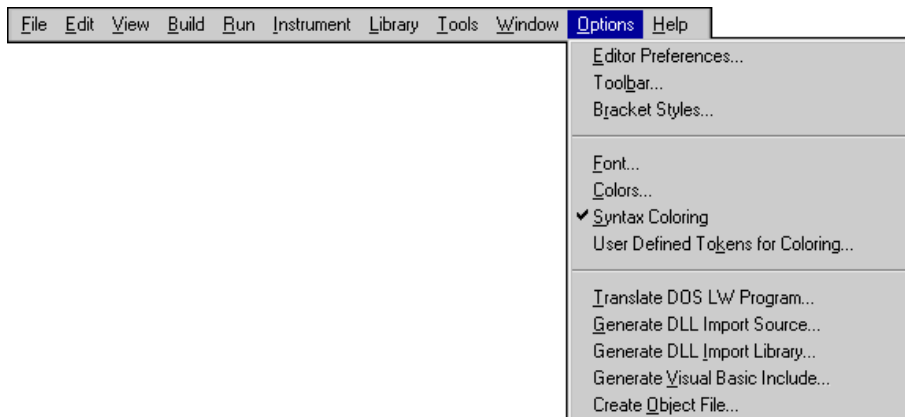 File Edit View Build Run Instrument Library Tools Window Options Help
Editor Preferences...
Toolbar...
Bracket Styles...
Font...
Colors...
Syntax Coloring
User Defined Tokens for Coloring...
Translate DOS LW Program...
Generate DLL Import Source...
Generate DLL Import Library...
Generate Visual Basic Include...
Create Object File...